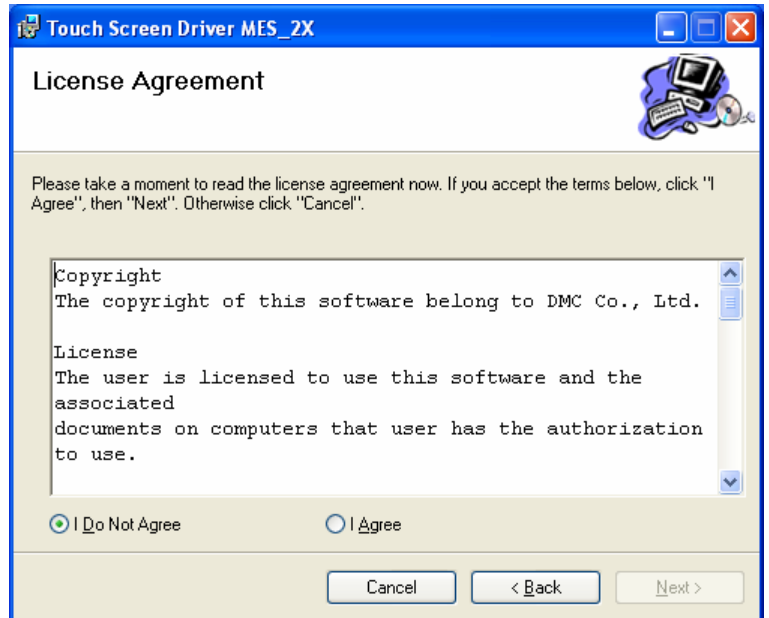 Touch Screen Driver MES_2X
License Agreement
Please take a moment to read the license agreement now. If you accept the terms below, click "I
Agree", then "Next". Otherwise click "Cancel".
Copyright
The copyright of this software belong to DMC Co., Ltd.
License
The user is licensed to use this software and the
associated
documents on computers that user has the authorization
to use.
I Do Not Agree
I Agree
Cancel
< Back
Next >